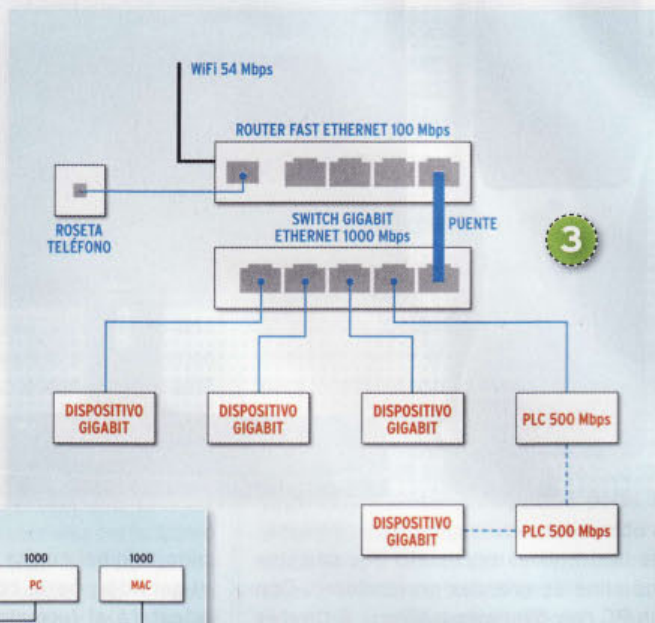 WiFi 54 Mbps
ROUTER FAST ETHERNET 100 Mbps
ROSETA
TELÉFONO
SWITCH GIGABIT
ETHERNET 1000 Mbps
PUENTE
3
DISPOSITIVO
GIGABIT
DISPOSITIVO
GIGABIT
DISPOSITIVO
GIGABIT
PLC 500 Mbps
DISPOSITIVO
GIGABIT
PLC 500 Mbps
1000
PC
1000
MAC